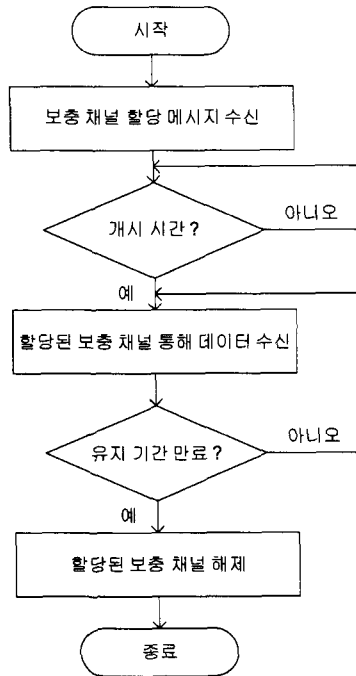 시작
보충 채널 할당 메시지 수신
개시 시간 ?
아니오
예
할당된 보충 채널 통해 데이터 수신
유지 기간 만료 ?
아니오
예
할당된 보충 채널 해제
종료